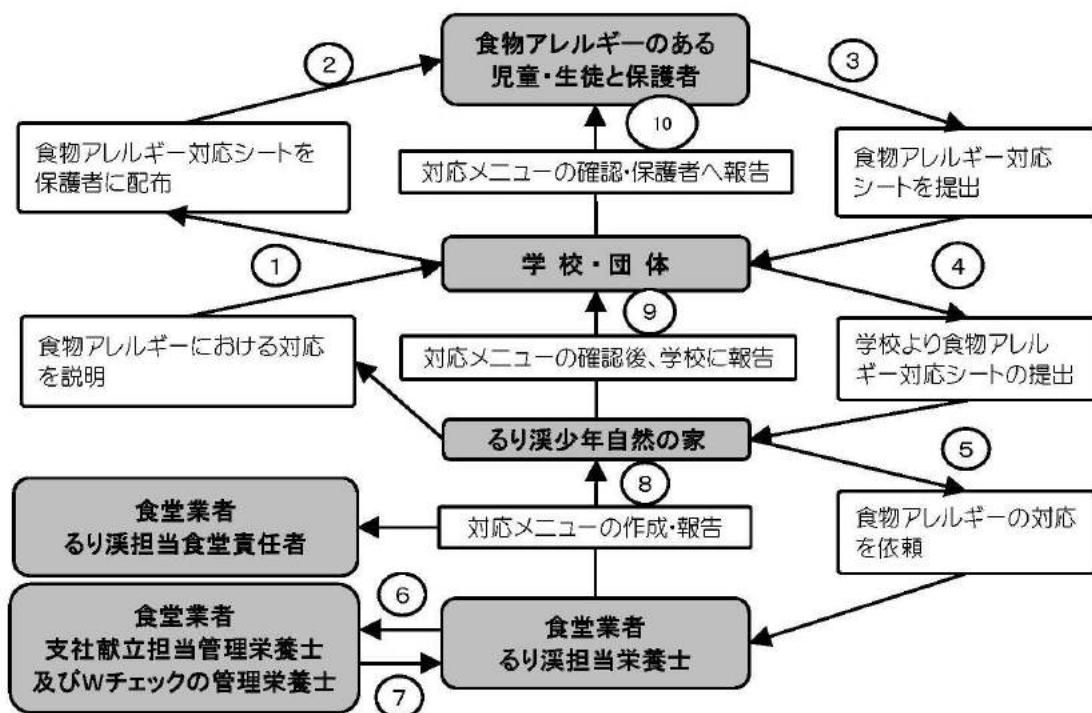 食物アレルギーのある
児童・生徒と保護者
②
③
⑩
食物アレルギー対応シートを
保護者に配布
対応メニューの確認・保護者へ報告
食物アレルギー対応
シートを提出
①
学校・団体
④
⑨
食物アレルギーにおける対応
を説明
対応メニューの確認後、学校に報告
学校より食物アレル
ギー対応シートの提出
るり渓少年自然の家
⑤
⑧
食堂業者
るり渓担当食堂責任者
対応メニューの作成・報告
食物アレルギーの対応
を依頼
⑥
食堂業者
支社献立担当管理栄養士
及びWチェックの管理栄養士
食堂業者
るり渓担当栄養士
⑦